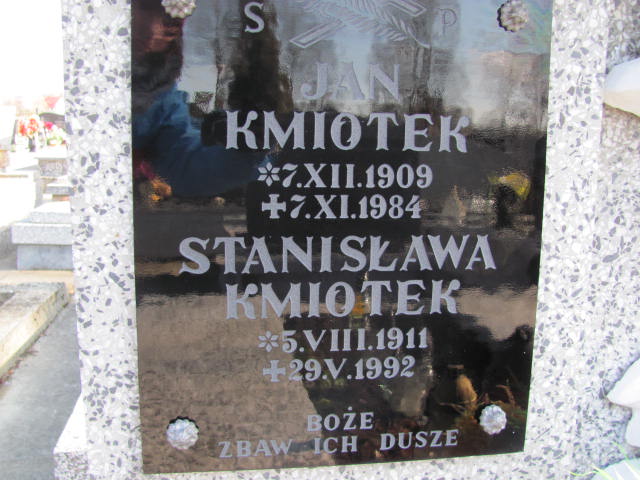 S P
JAN
KMIOTEK
*7.XII.1909
+7.XI.1984
STANISŁAWA
KMIOTEK
*5.VIII.1911
+29.V.1992
BOŻE
ZBAW ICH DUSZE